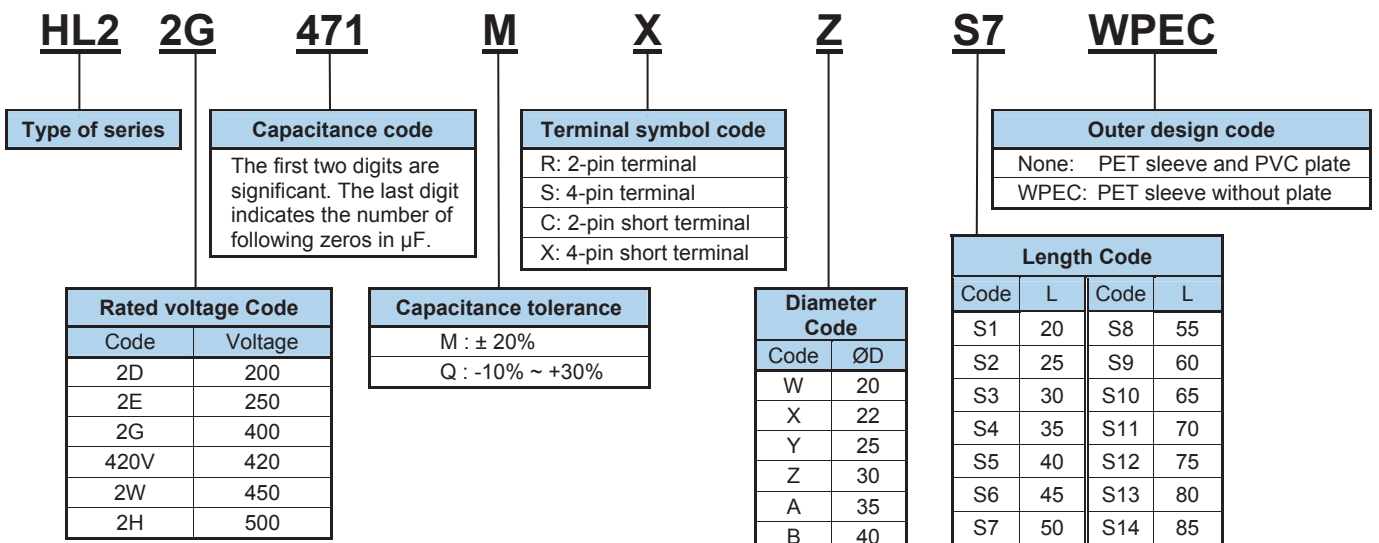 HL2 2G 471 M X Z S7 WPEC
Type of series
Capacitance code
The first two digits are
significant. The last digit
indicates the number of
following zeros in µF.
Terminal symbol code
R: 2-pin terminal
S: 4-pin terminal
C: 2-pin short terminal
X: 4-pin short terminal
Outer design code
None: PET sleeve and PVC plate
WPEC: PET sleeve without plate
Rated voltage Code
Code Voltage
2D 200
2E 250
2G 400
420V 420
2W 450
2H 500
Capacitance tolerance
M : ± 20%
Q : -10% ~ +30%
Diameter
Code
Code ØD
W 20
X 22
Y 25
Z 30
A 35
B 40
Length Code
Code L Code L
S1 20 S8 55
S2 25 S9 60
S3 30 S10 65
S4 35 S11 70
S5 40 S12 75
S6 45 S13 80
S7 50 S14 85